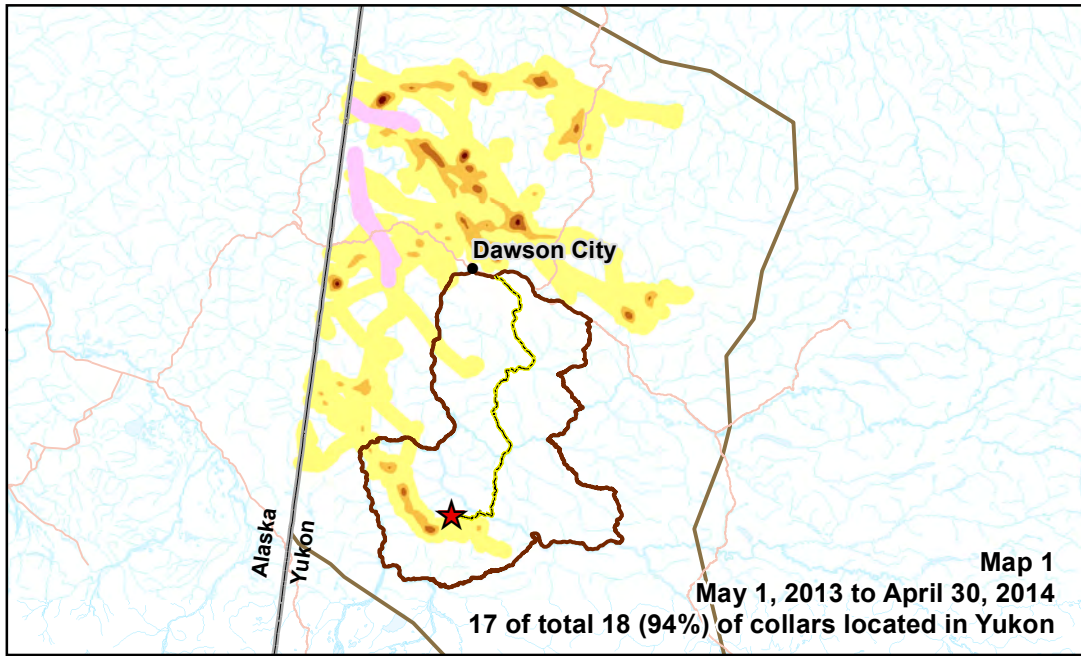 Dawson City
Alaska
Yukon
Map 1
May 1, 2013 to April 30, 2014
17 of total 18 (94%) of collars located in Yukon